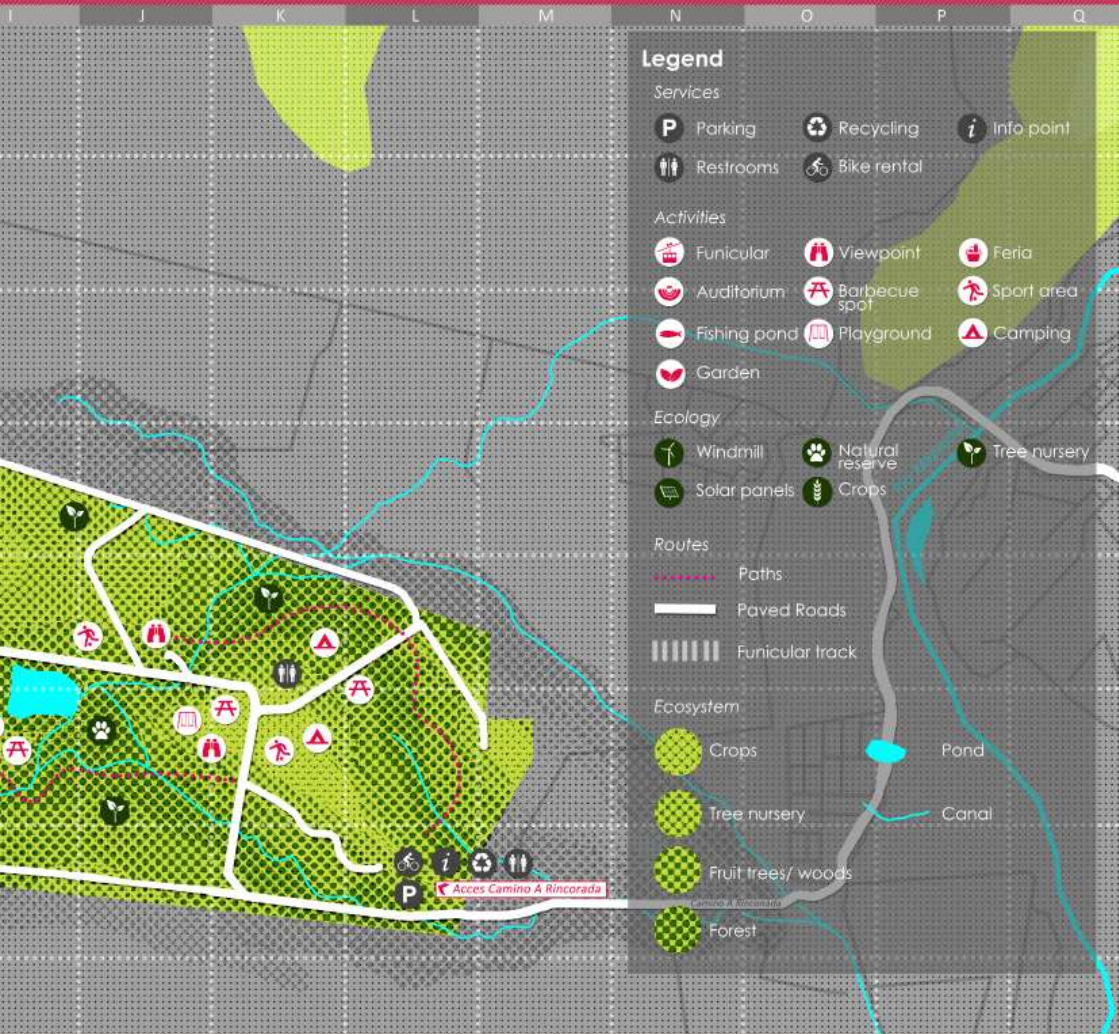 I J K L M N O P Q
Legend
Services
P Parking
Recycling
i Info point
Restrooms
Bike rental
Activities
Funicular
Viewpoint
Feria
Auditorium
Barbecue
spot
Sport area
Fishing pond
Playground
Camping
Garden
Ecology
Windmill
Natural
reserve
Tree nursery
Solar panels
Crops
Routes
Paths
Paved Roads
Funicular track
Ecosystem
Crops
Pond
Tree nursery
Canal
Fruit trees/ woods
Forest
i
P
Acces Camino A Rincorada
Camino A Rinconada